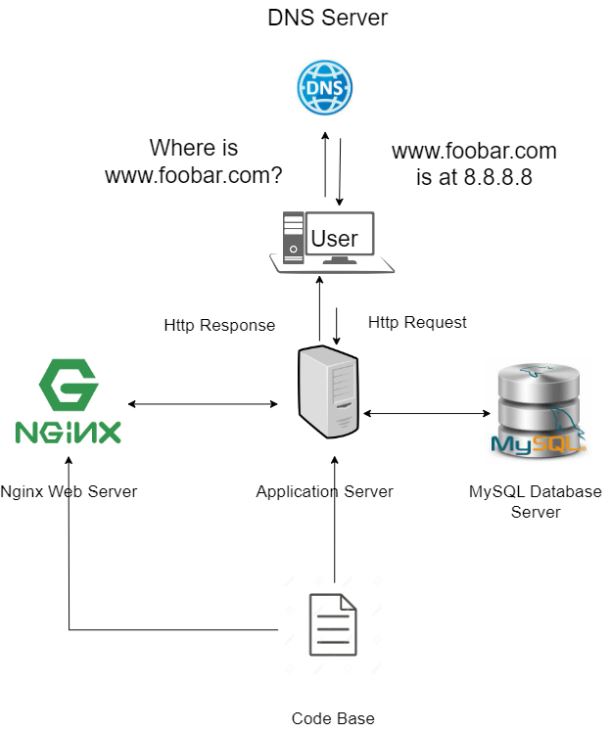 DNS Server
DNS
Where is
www.foobar.com?
www.foobar.com
is at 8.8.8.8
User
Http Response
Http Request
G
NGiNX
MySQL.
Nginx Web Server
Application Server
MySQL Database
Server
Code Base